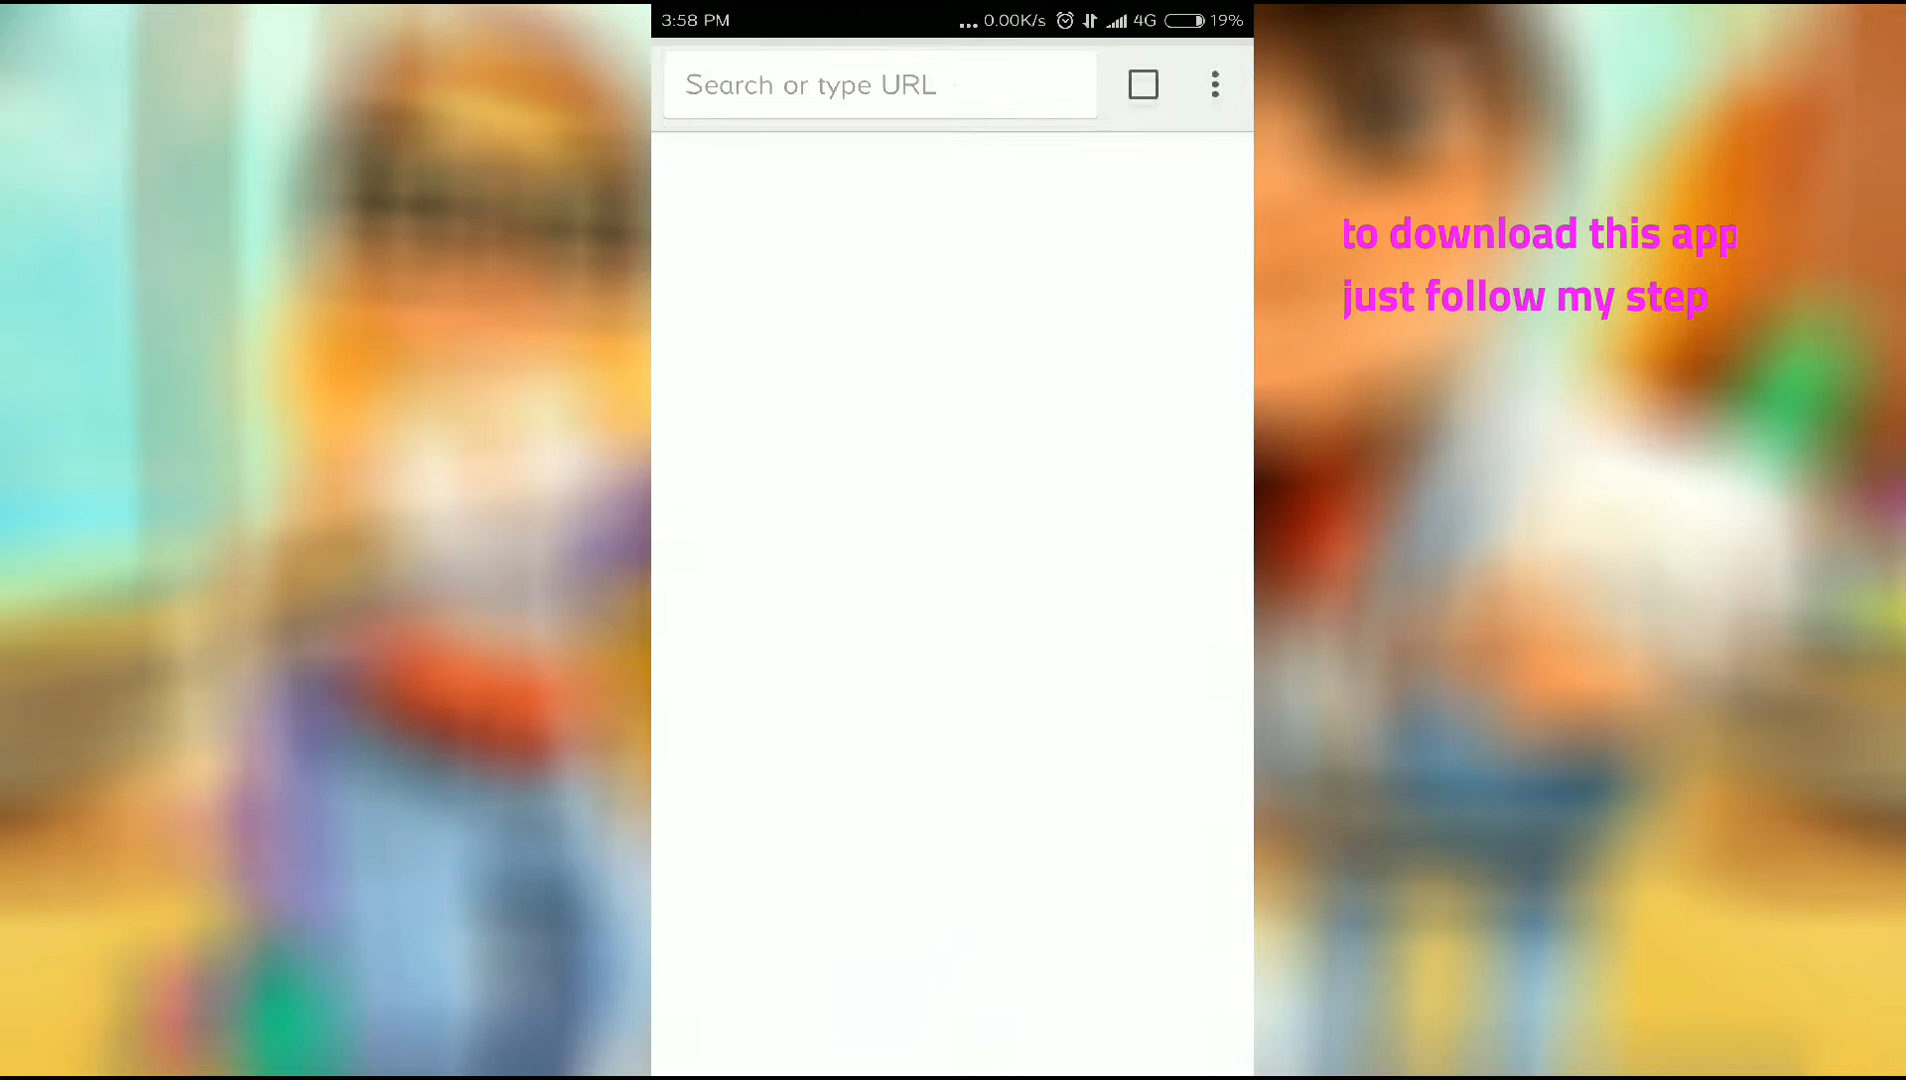 3:58 PM ... 0.00K/s 4G 19%
Search or type URL
to download this app
just follow my step